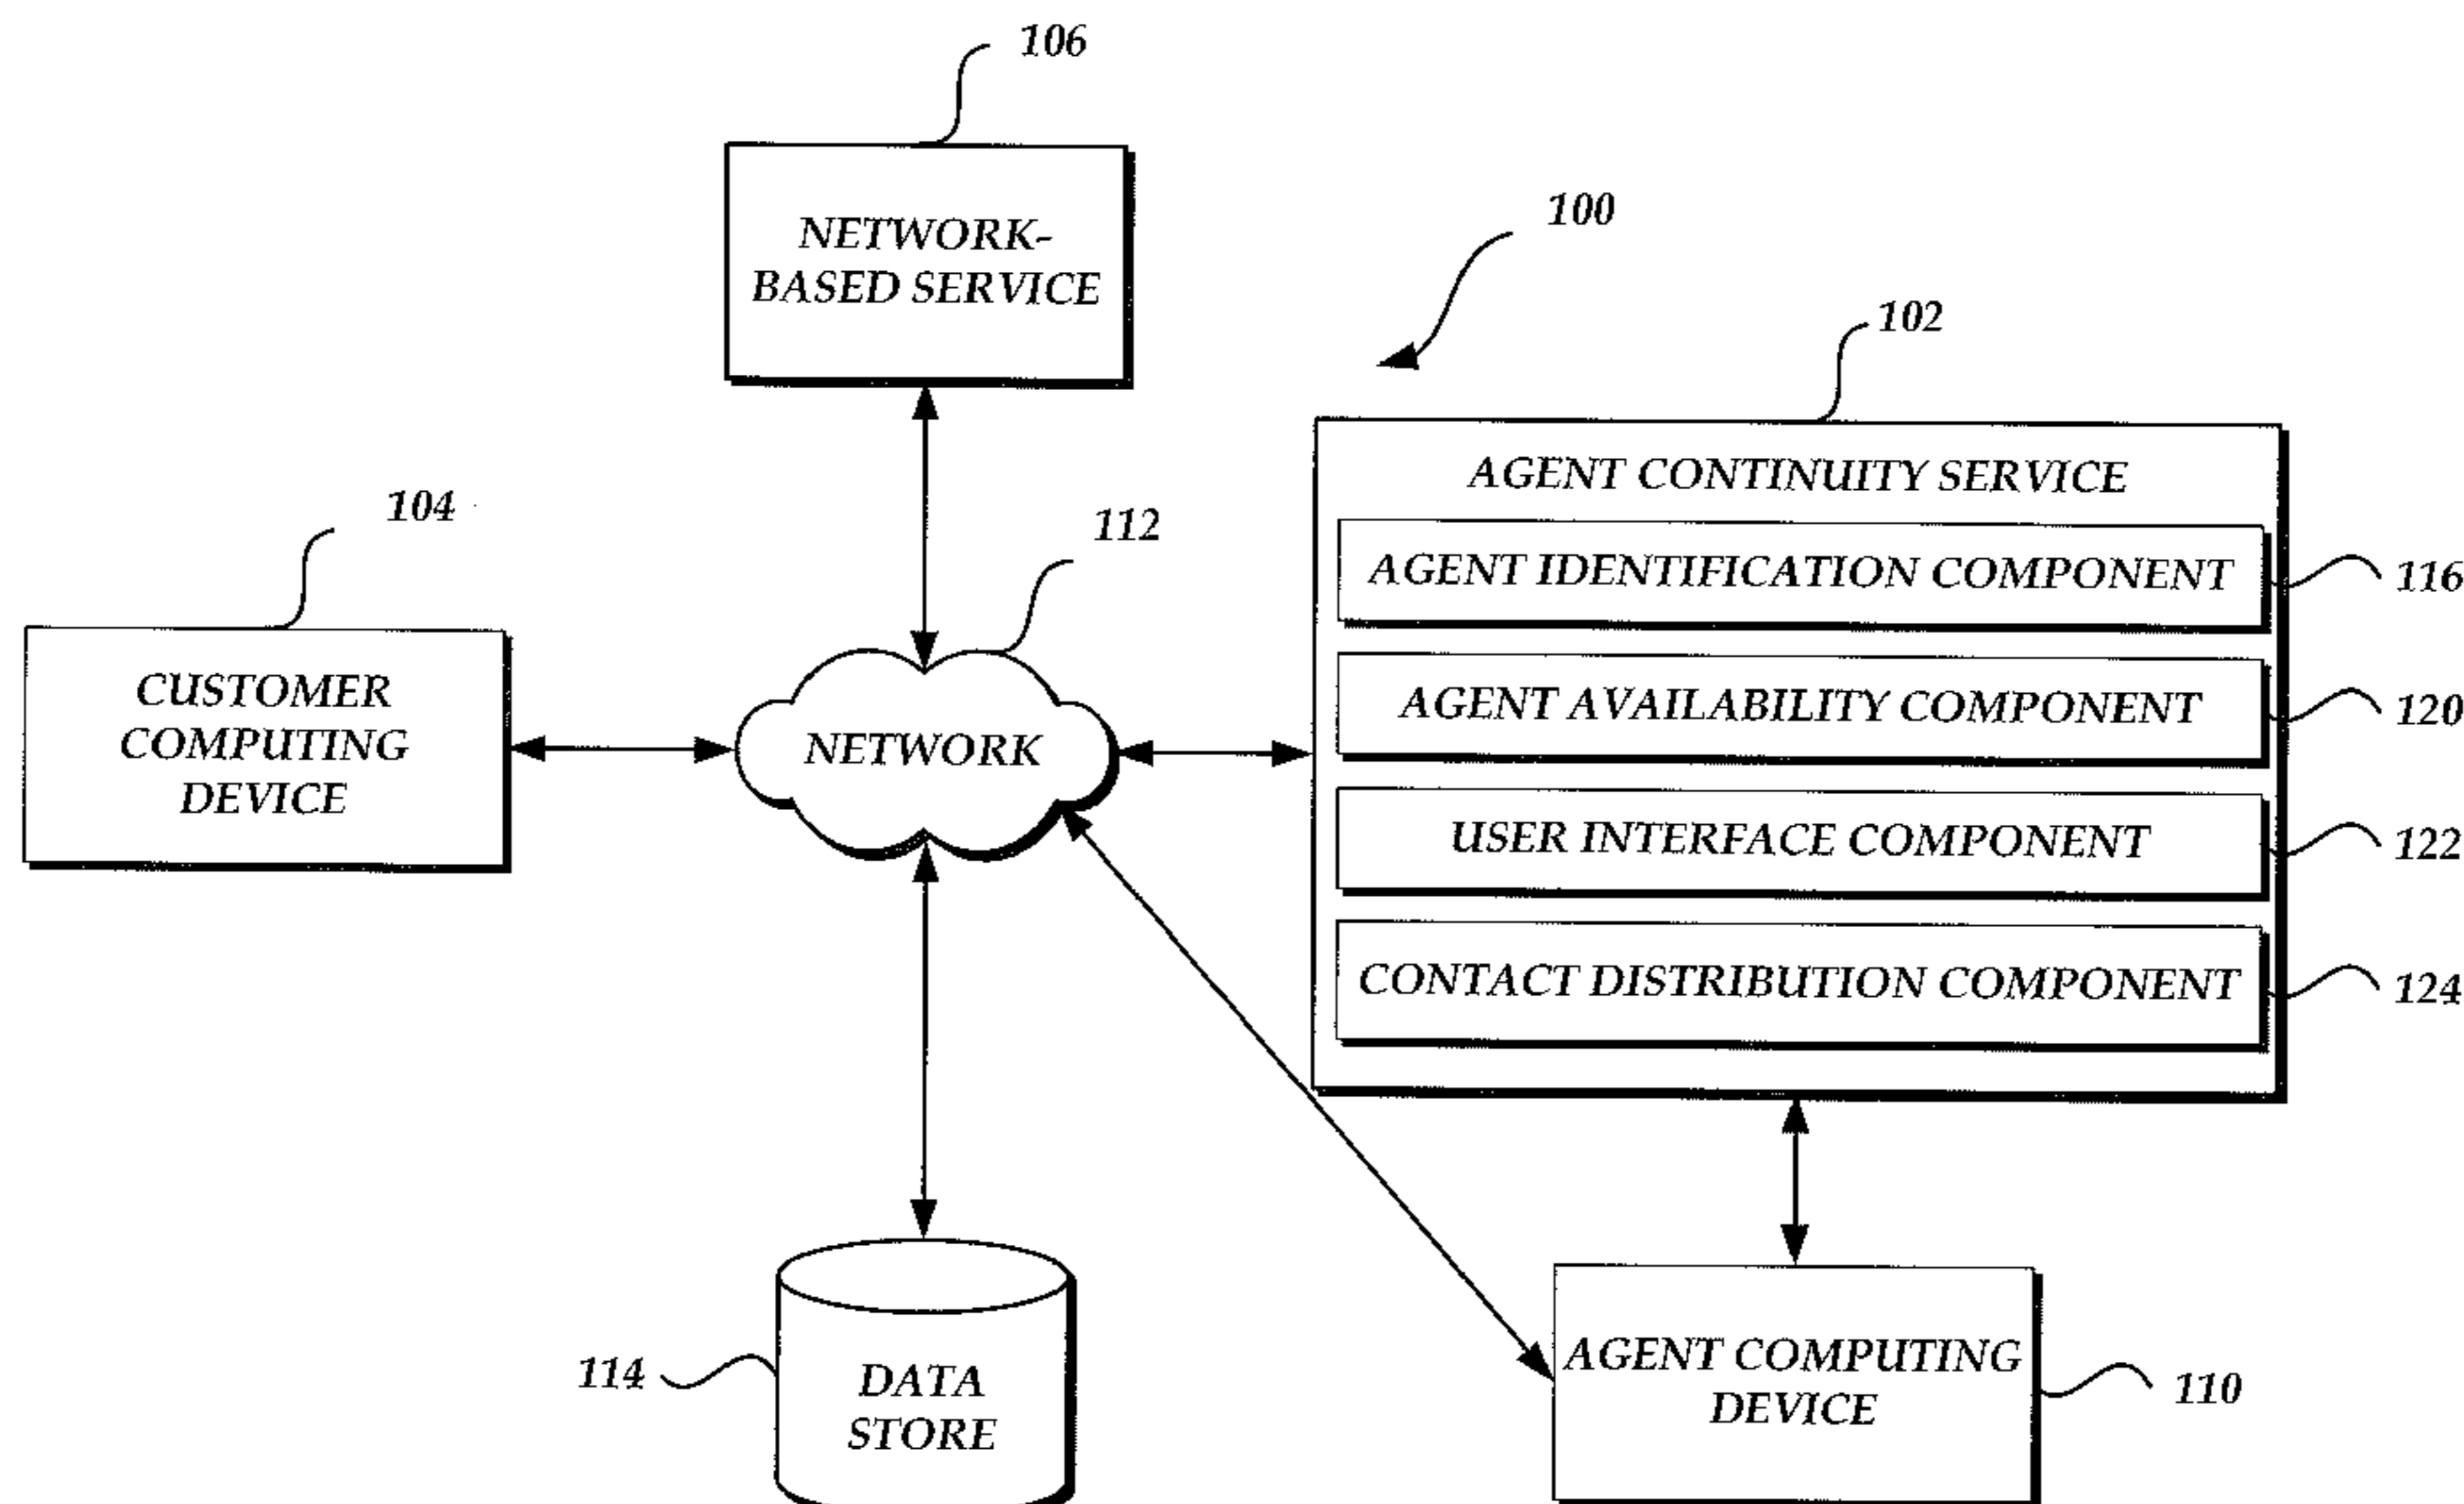 106
NETWORK-
BASED SERVICE
100
102
104
112
AGENT CONTINUITY SERVICE
AGENT IDENTIFICATION COMPONENT
116
CUSTOMER
COMPUTING
DEVICE
NETWORK
AGENT AVAILABILITY COMPONENT
120
USER INTERFACE COMPONENT
122
CONTACT DISTRIBUTION COMPONENT
124
114
DATA
STORE
AGENT COMPUTING
DEVICE
110